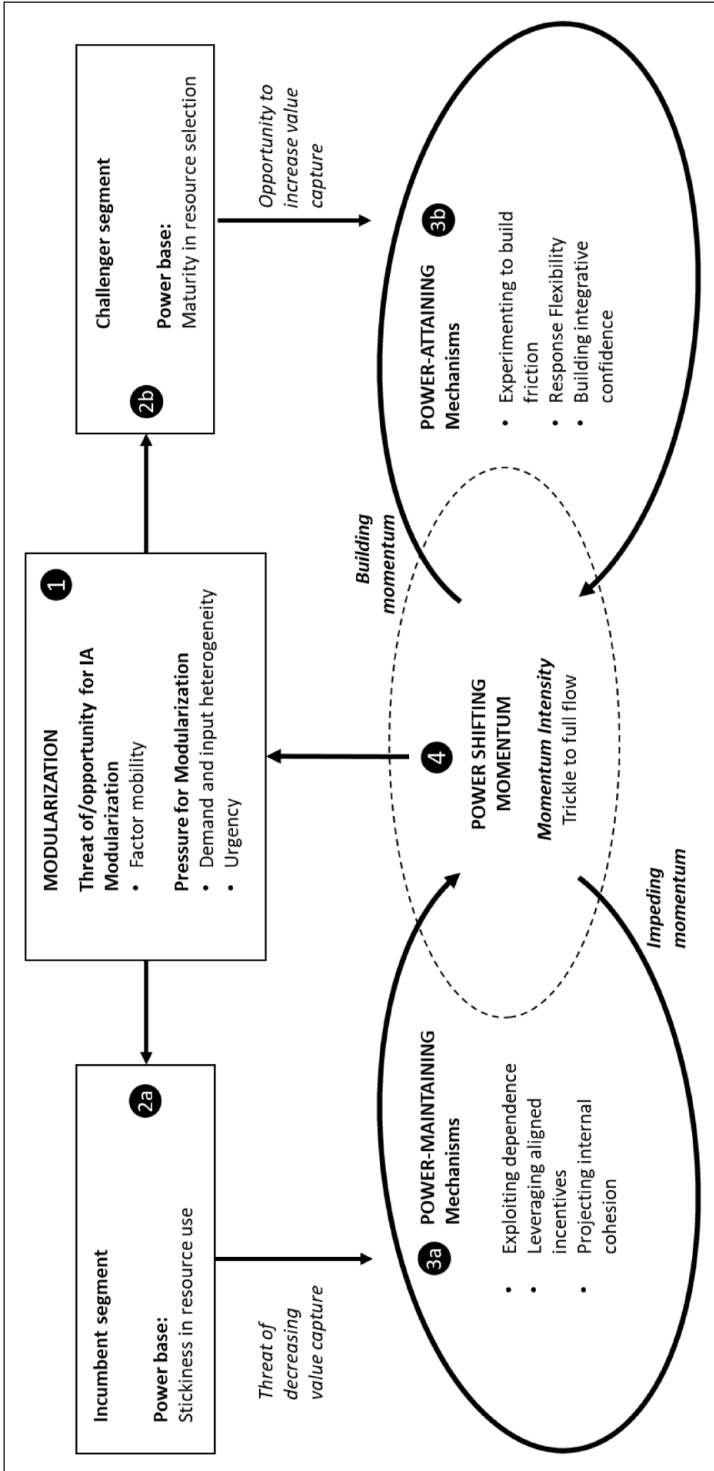 Incumbent segment
2a
Power base:
Stickiness in resource use
MODULARIZATION
1
Threat of/opportunity for IA
Modularization
• Factor mobility
Pressure for Modularization
• Demand and input heterogeneity
• Urgency
Challenger segment
2b
Power base:
Maturity in resource selection
Threat of
decreasing
value capture
Opportunity to
increase value
capture
3a
POWER-MAINTAINING
Mechanisms
• Exploiting dependence
• Leveraging aligned
incentives
• Projecting internal
cohesion
Building
momentum
4
POWER SHIFTING
MOMENTUM
Momentum Intensity
Trickle to full flow
Impeding
momentum
POWER-ATTAINING
Mechanisms
3b
• Experimenting to build
friction
• Response Flexibility
• Building integrative
confidence